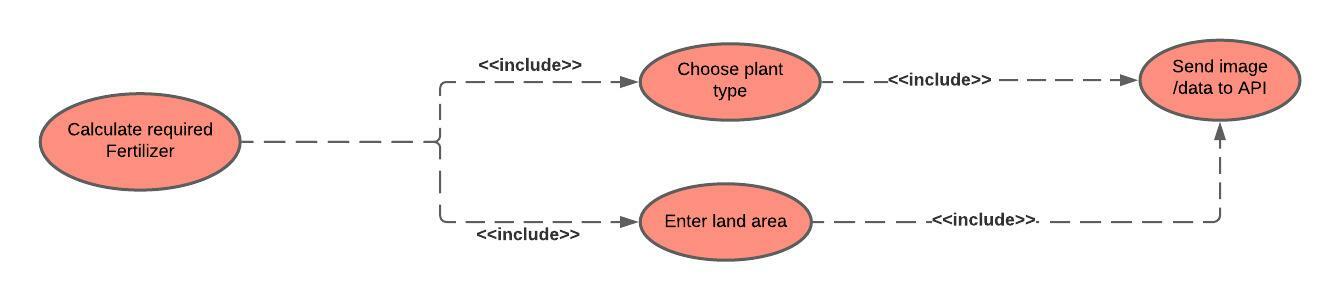 Calculate required
Fertilizer
<<include>>
Choose plant
type
<<include>>
Send image
/data to API
<<include>>
Enter land area
<<include>>